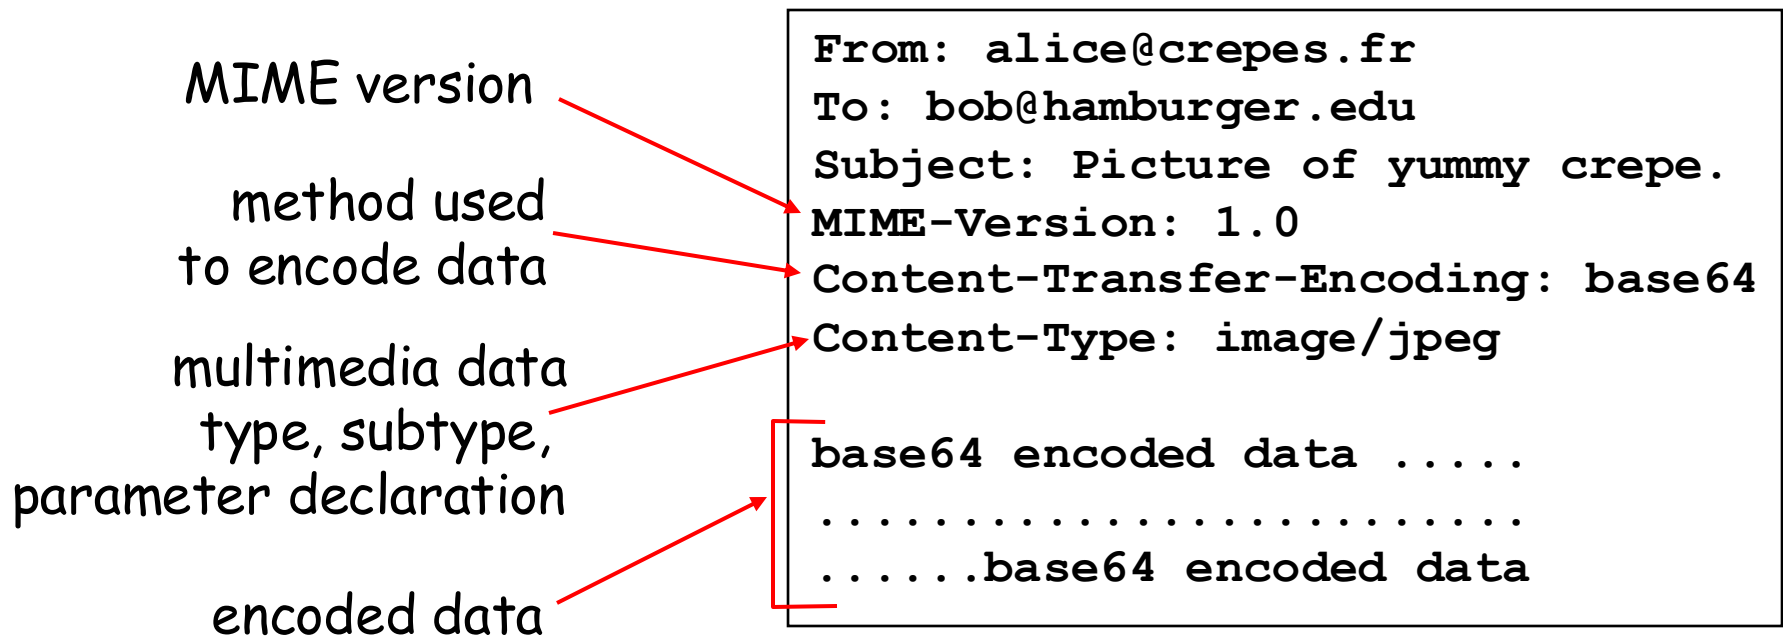 MIME version
method used
to encode data
multimedia data
type, subtype,
parameter declaration
encoded data
From: alice@crepes.fr
To: bob@hamburger.edu
Subject: Picture of yummy crepe.
MIME-Version: 1.0
Content-Transfer-Encoding: base64
Content-Type: image/jpeg
base64 encoded data .....
.........................
......base64 encoded data